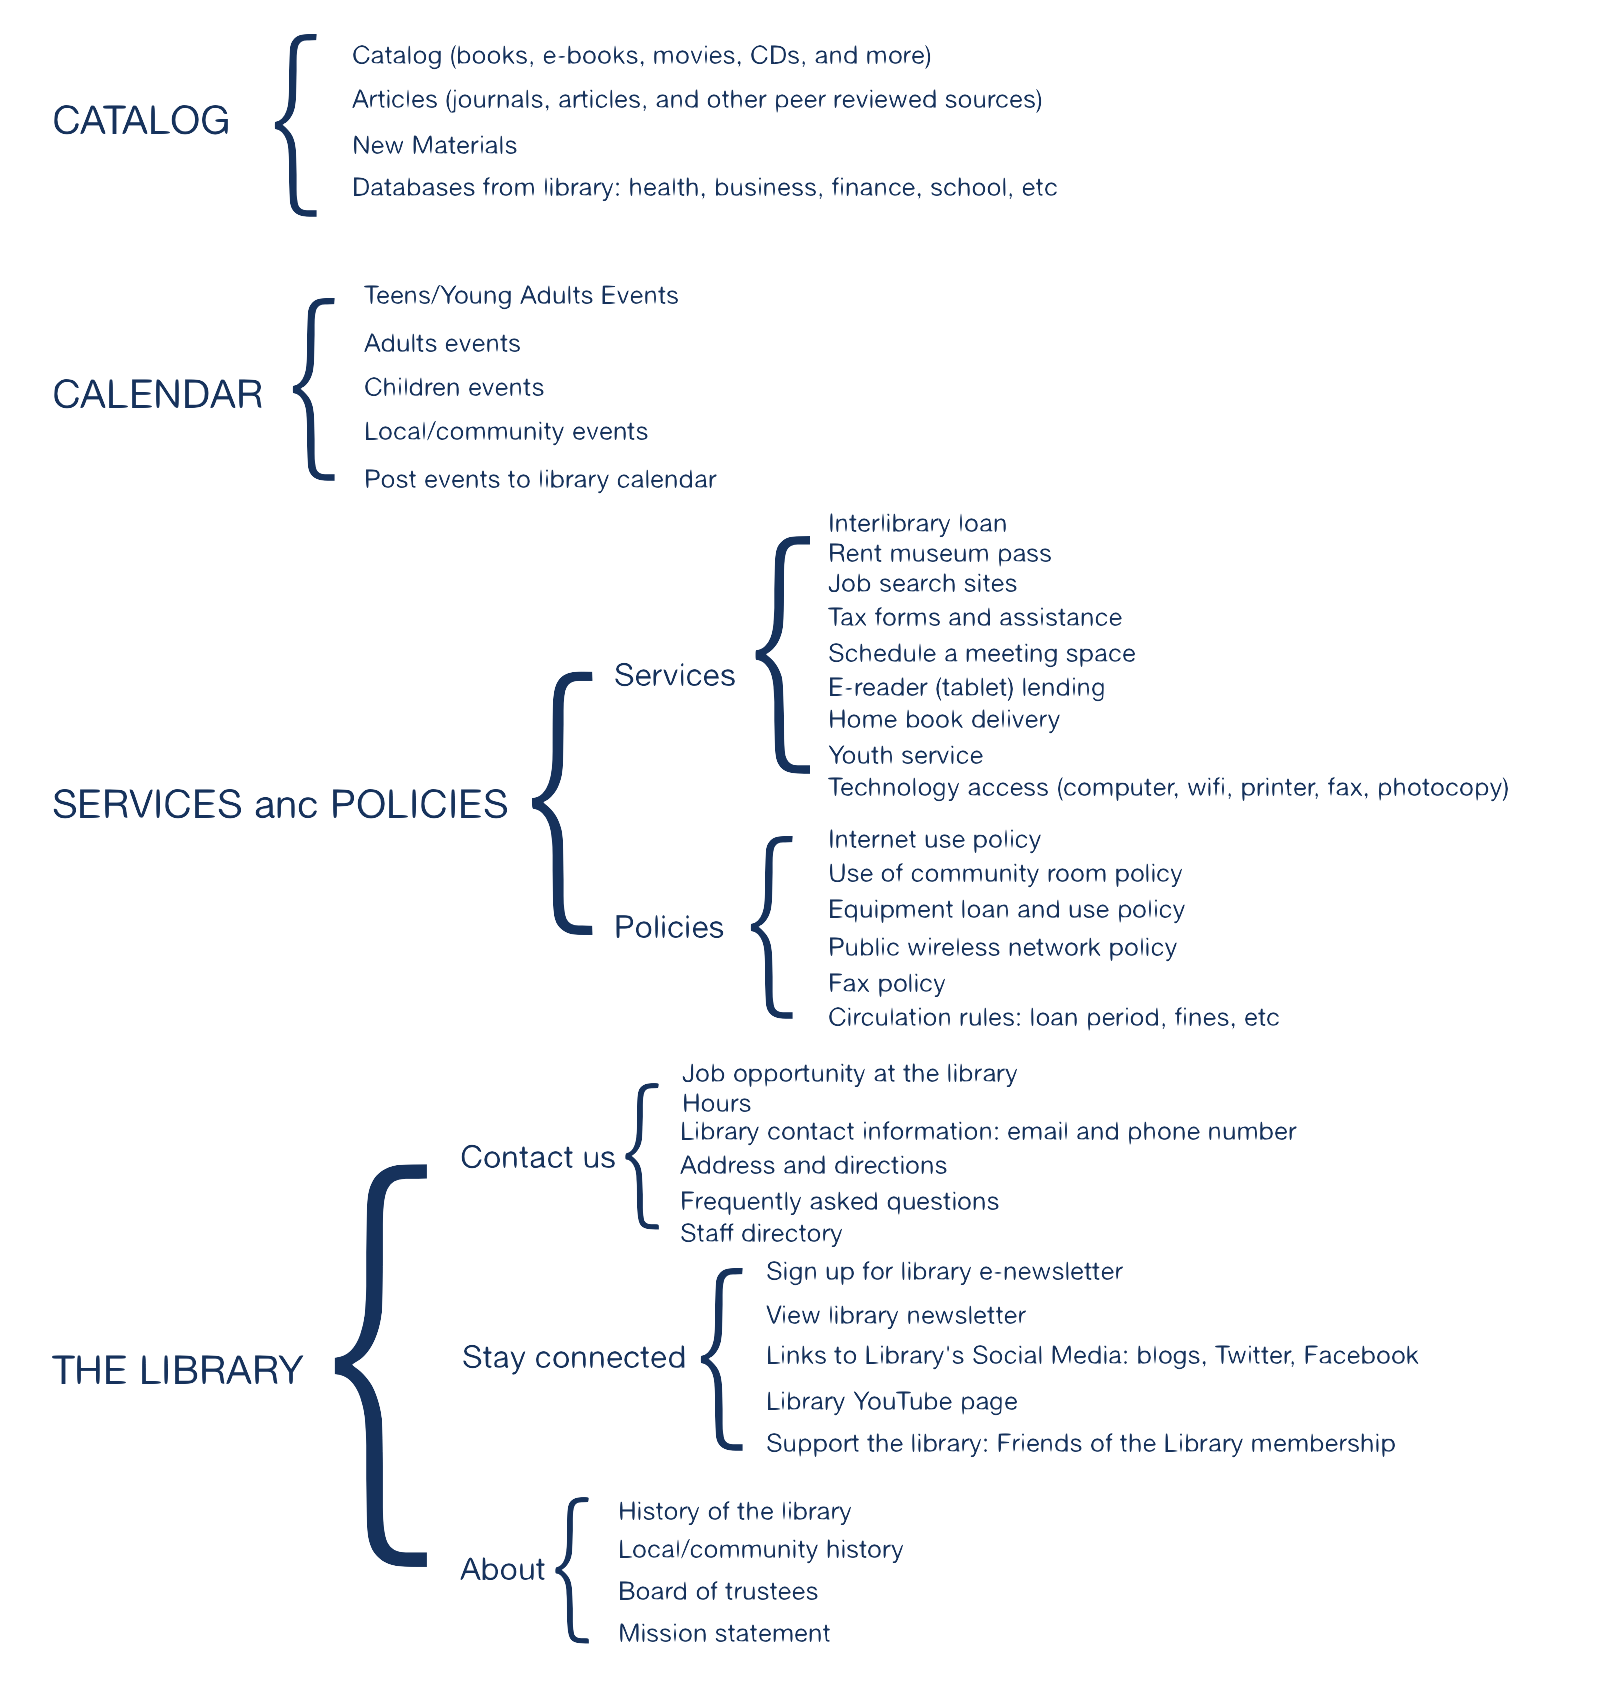 CATALOG
Catalog (books, e-books, movies, CDs, and more)
Articles (journals, articles, and other peer reviewed sources)
New Materials
Databases from library: health, business, finance, school, etc
CALENDAR
Teens/Young Adults Events
Adults events
Children events
Local/community events
Post events to library calendar
SERVICES anc POLICIES
Services
Interlibrary loan
Rent museum pass
Job search sites
Tax forms and assistance
Schedule a meeting space
E-reader (tablet) lending
Home book delivery
Youth service
Technology access (computer, wifi, printer, fax, photocopy)
Policies
Internet use policy
Use of community room policy
Equipment loan and use policy
Public wireless network policy
Fax policy
Circulation rules: loan period, fines, etc
THE LIBRARY
Contact us
Job opportunity at the library
Hours
Library contact information: email and phone number
Address and directions
Frequently asked questions
Staff directory
Stay connected
Sign up for library e-newsletter
View library newsletter
Links to Library's Social Media: blogs, Twitter, Facebook
Library YouTube page
Support the library: Friends of the Library membership
About
History of the library
Local/community history
Board of trustees
Mission statement